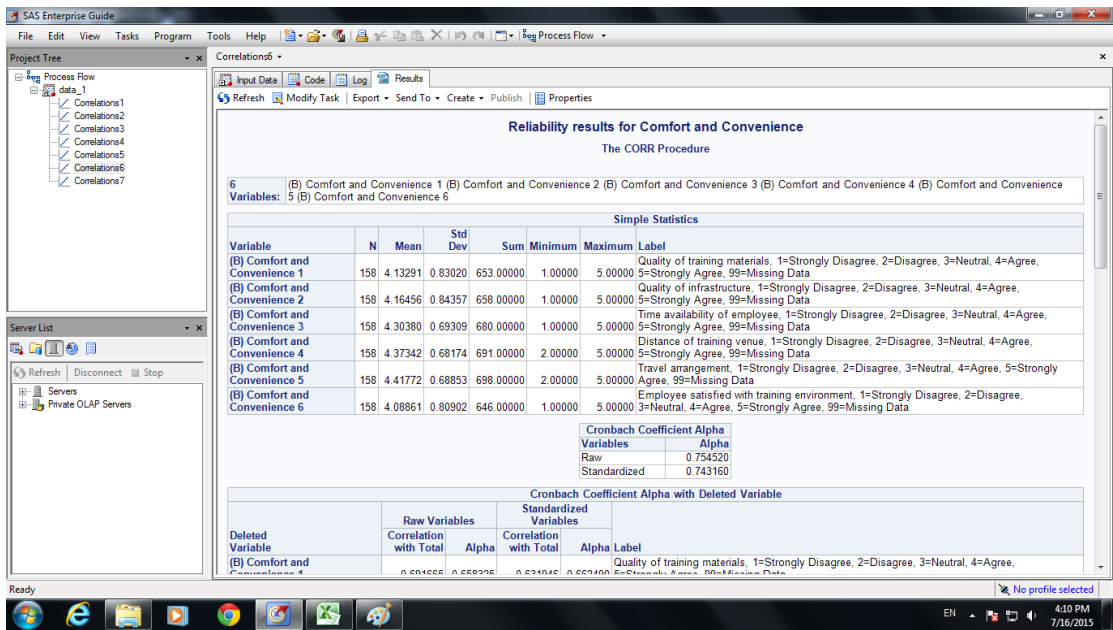 SAS Enterprise Guide
File Edit View Tasks Program Tools Help Process Flow
Project Tree
Process Flow
data_1
Correlations1
Correlations2
Correlations3
Correlations4
Correlations5
Correlations6
Correlations7
Server List
Refresh Disconnect Stop
Servers
Private OLAP Servers
Correlations6
Input Data Code Log Results
Refresh Modify Task Export Send To Create Publish Properties
Reliability results for Comfort and Convenience
The CORR Procedure
6 (B) Comfort and Convenience 1 (B) Comfort and Convenience 2 (B) Comfort and Convenience 3 (B) Comfort and Convenience 4 (B) Comfort and Convenience
Variables: 5 (B) Comfort and Convenience 6
Simple Statistics
Std
Variable N Mean Dev Sum Minimum Maximum Label
(B) Comfort and Quality of training materials, 1=Strongly Disagree, 2=Disagree, 3=Neutral, 4=Agree,
Convenience 1 158 4.13291 0.83020 653.00000 1.00000 5.00000 5=Strongly Agree, 99=Missing Data
(B) Comfort and Quality of infrastructure, 1=Strongly Disagree, 2=Disagree, 3=Neutral, 4=Agree,
Convenience 2 158 4.16456 0.84357 658.00000 1.00000 5.00000 5=Strongly Agree, 99=Missing Data
(B) Comfort and Time availability of employee, 1=Strongly Disagree, 2=Disagree, 3=Neutral, 4=Agree,
Convenience 3 158 4.30380 0.69309 680.00000 1.00000 5.00000 5=Strongly Agree, 99=Missing Data
(B) Comfort and Distance of training venue, 1=Strongly Disagree, 2=Disagree, 3=Neutral, 4=Agree,
Convenience 4 158 4.37342 0.68174 691.00000 2.00000 5.00000 5=Strongly Agree, 99=Missing Data
(B) Comfort and Travel arrangement, 1=Strongly Disagree, 2=Disagree, 3=Neutral, 4=Agree, 5=Strongly
Convenience 5 158 4.41772 0.68853 698.00000 2.00000 5.00000 Agree, 99=Missing Data
(B) Comfort and Employee satisfied with training environment, 1=Strongly Disagree, 2=Disagree,
Convenience 6 158 4.08861 0.80902 646.00000 1.00000 5.00000 3=Neutral, 4=Agree, 5=Strongly Agree, 99=Missing Data
Cronbach Coefficient Alpha
Variables Alpha
Raw 0.754520
Standardized 0.743160
Cronbach Coefficient Alpha with Deleted Variable
Standardized
Raw Variables Variables
Deleted Correlation Correlation
Variable with Total Alpha with Total Alpha Label
(B) Comfort and Quality of training materials, 1=Strongly Disagree, 2=Disagree, 3=Neutral, 4=Agree,
Ready
No profile selected
EN 4:10 PM
7/16/2015